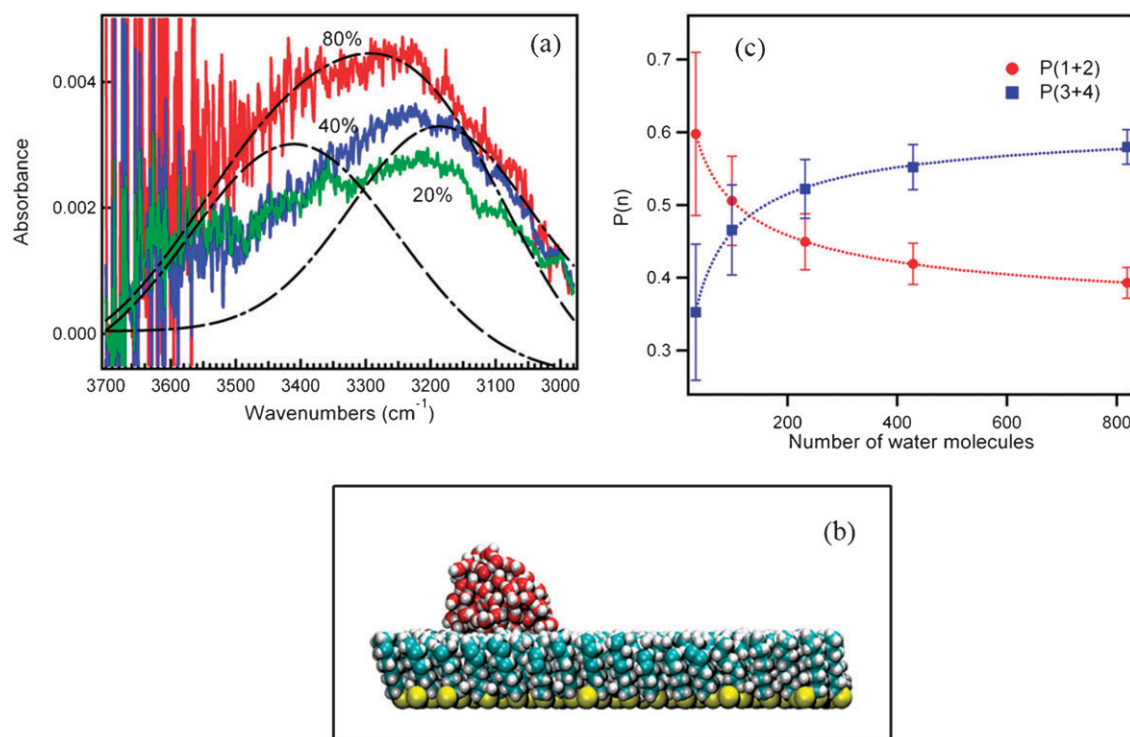 (a)
80%
40%
20%
0.004
0.002
0.000
Absorbance
3700 3600 3500 3400 3300 3200 3100 3000
Wavenumbers (cm⁻¹)
(c)
P(1+2)
P(3+4)
0.7
0.6
0.5
0.4
0.3
P(n)
200 400 600 800
Number of water molecules
(b)